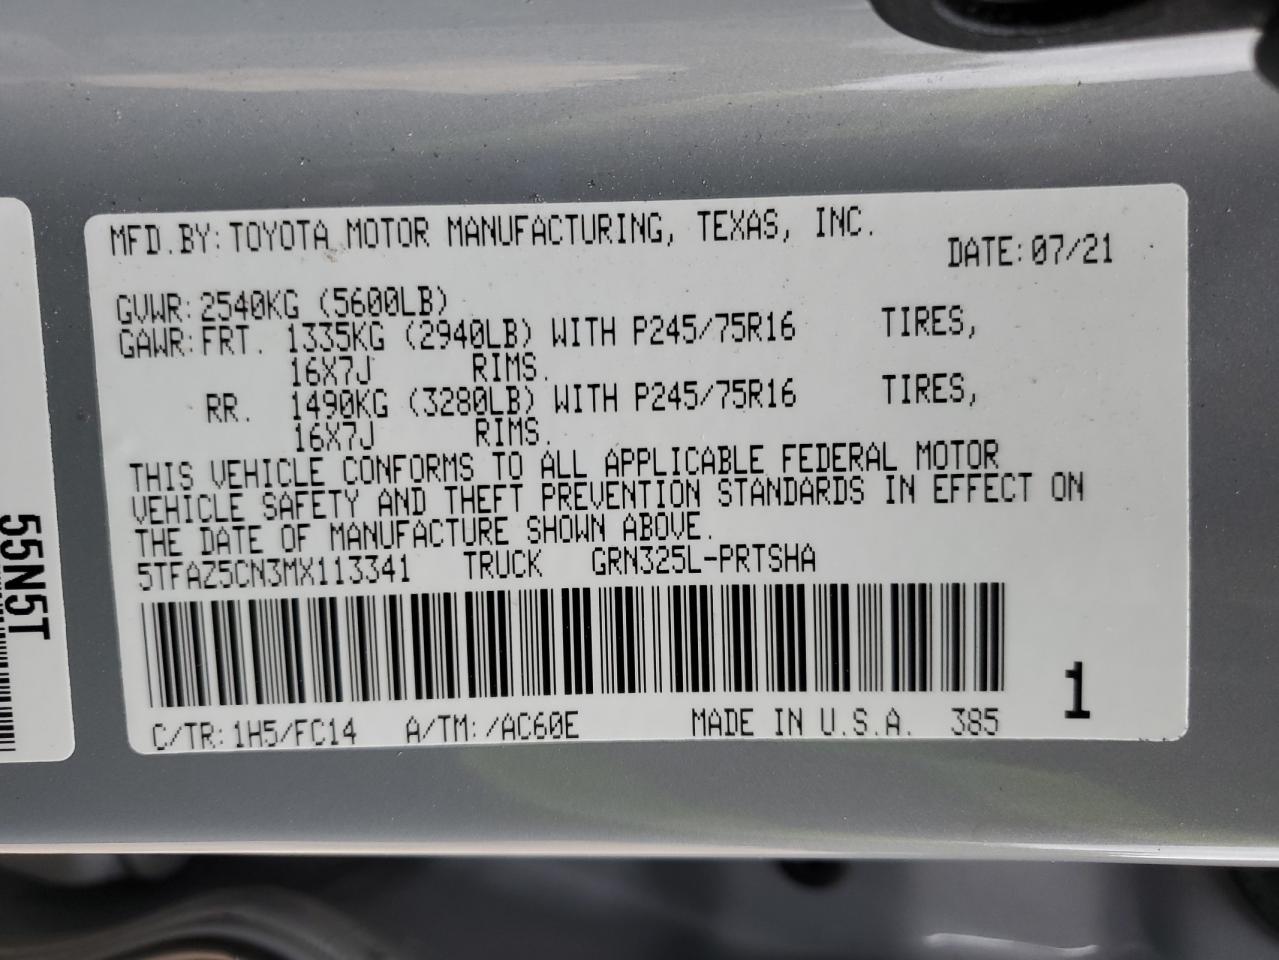 MFD.BY:TOYOTA MOTOR MANUFACTURING, TEXAS, INC.
DATE:07/21
GVWR:2540KG (5600LB)
GAWR:FRT. 1335KG (2940LB) WITH P245/75R16 TIRES,
16X7J RIMS.
RR. 1490KG (3280LB) WITH P245/75R16 TIRES,
16X7J RIMS.
THIS VEHICLE CONFORMS TO ALL APPLICABLE FEDERAL MOTOR
VEHICLE SAFETY AND THEFT PREVENTION STANDARDS IN EFFECT ON
THE DATE OF MANUFACTURE SHOWN ABOVE.
5TFAZ5CN3MX113341 TRUCK GRN325L-PRTSHA
1
C/TR:1H5/FC14 A/TM:/AC60E MADE IN U.S.A. 385
55N5T